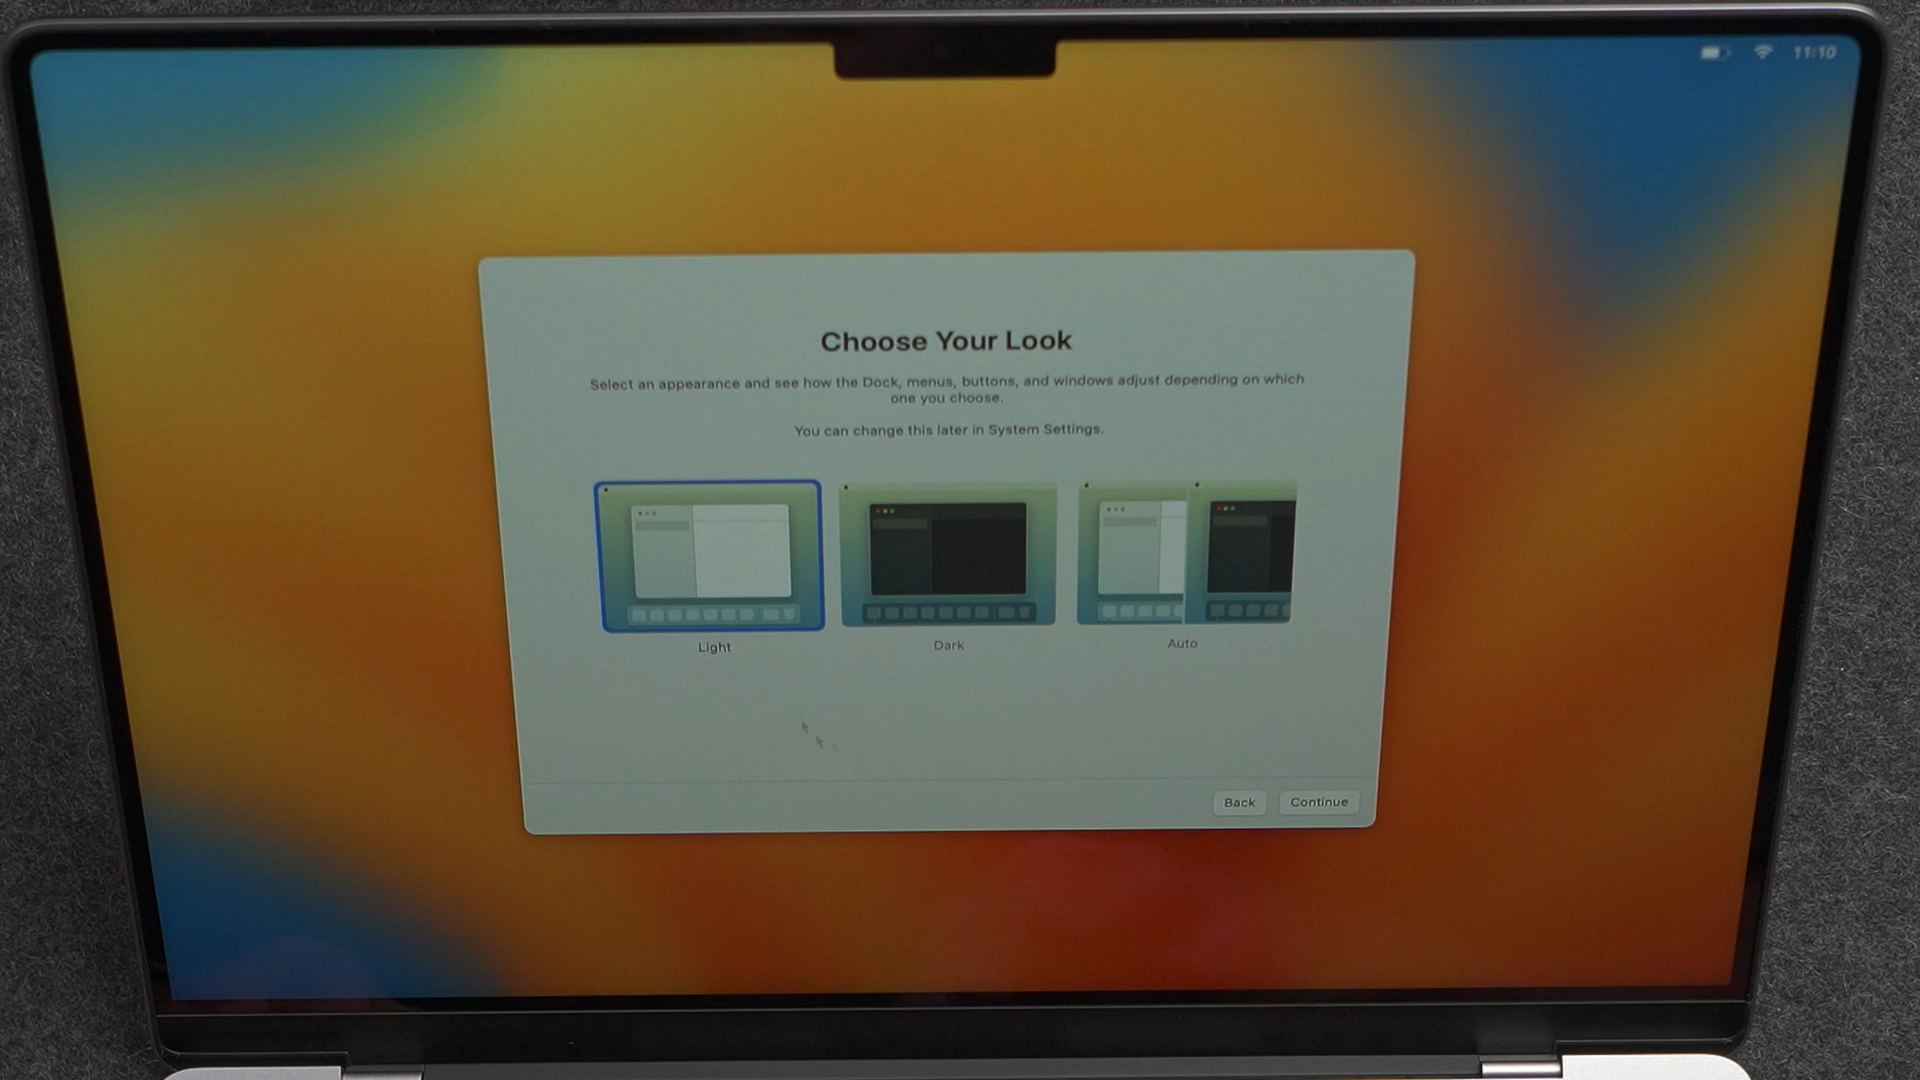 11:10
Choose Your Look
Select an appearance and see how the Dock, menus, buttons, and windows adjust depending on which
one you choose.
You can change this later in System Settings.
Light
Dark
Auto
Back
Continue